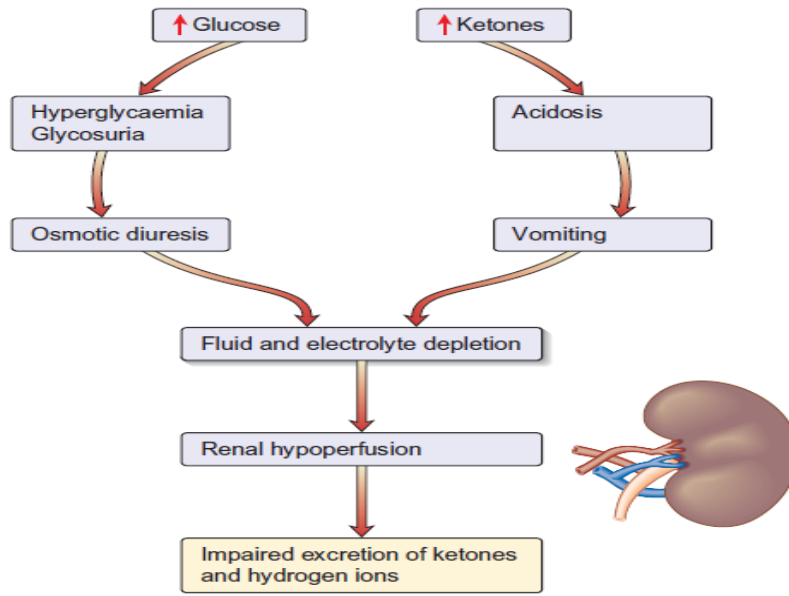 ↑ Glucose
↑ Ketones
Hyperglycaemia
Glycosuria
Acidosis
Osmotic diuresis
Vomiting
Fluid and electrolyte depletion
Renal hypoperfusion
Impaired excretion of ketones
and hydrogen ions